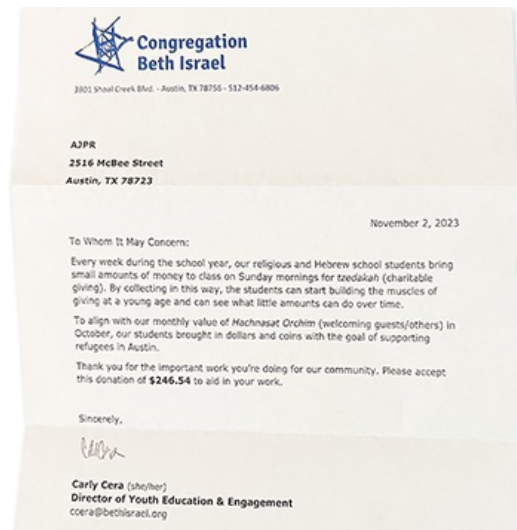 Congregation
Beth Israel
3901 Shoal Creek Blvd. - Austin, TX 78756 - 512-454-6806
AJPR
2516 McBee Street
Austin, TX 78723
November 2, 2023
To Whom It May Concern:
Every week during the school year, our religious and Hebrew school students bring
small amounts of money to class on Sunday mornings for tzedakah (charitable
giving). By collecting in this way, the students can start building the muscles of
giving at a young age and can see what little amounts can do over time.
To align with our monthly value of Hachnasat Orchim (welcoming guests/others) in
October, our students brought in dollars and coins with the goal of supporting
refugees in Austin.
Thank you for the important work you're doing for our community. Please accept
this donation of $246.54 to aid in your work.
Sincerely,
Carly Cera (she/her)
Director of Youth Education & Engagement
ccera@bethisrael.org